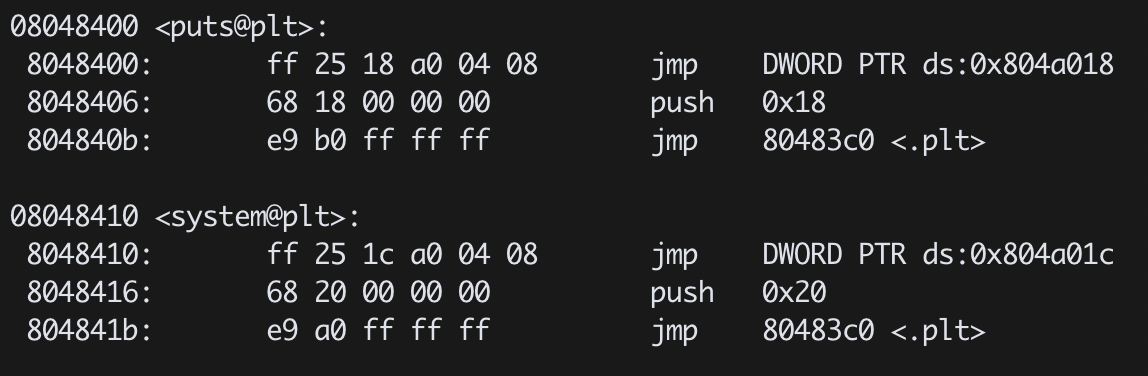 08048400 <puts@plt>:
 8048400:       ff 25 18 a0 04 08       jmp    DWORD PTR ds:0x804a018
 8048406:       68 18 00 00 00          push   0x18
 804840b:       e9 b0 ff ff ff          jmp    80483c0 <.plt>

08048410 <system@plt>:
 8048410:       ff 25 1c a0 04 08       jmp    DWORD PTR ds:0x804a01c
 8048416:       68 20 00 00 00          push   0x20
 804841b:       e9 a0 ff ff ff          jmp    80483c0 <.plt>